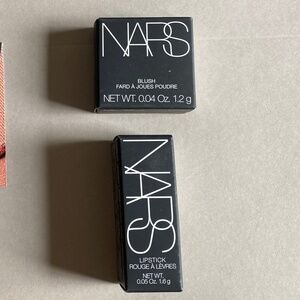 NARS
BLUSH
FARD À JOUES POUDRE
NET WT. 0.04 Oz. 1.2 g
NARS
LIPSTICK
ROUGE À LÈVRES
NET WT.
0.05 Oz. 1.6 g